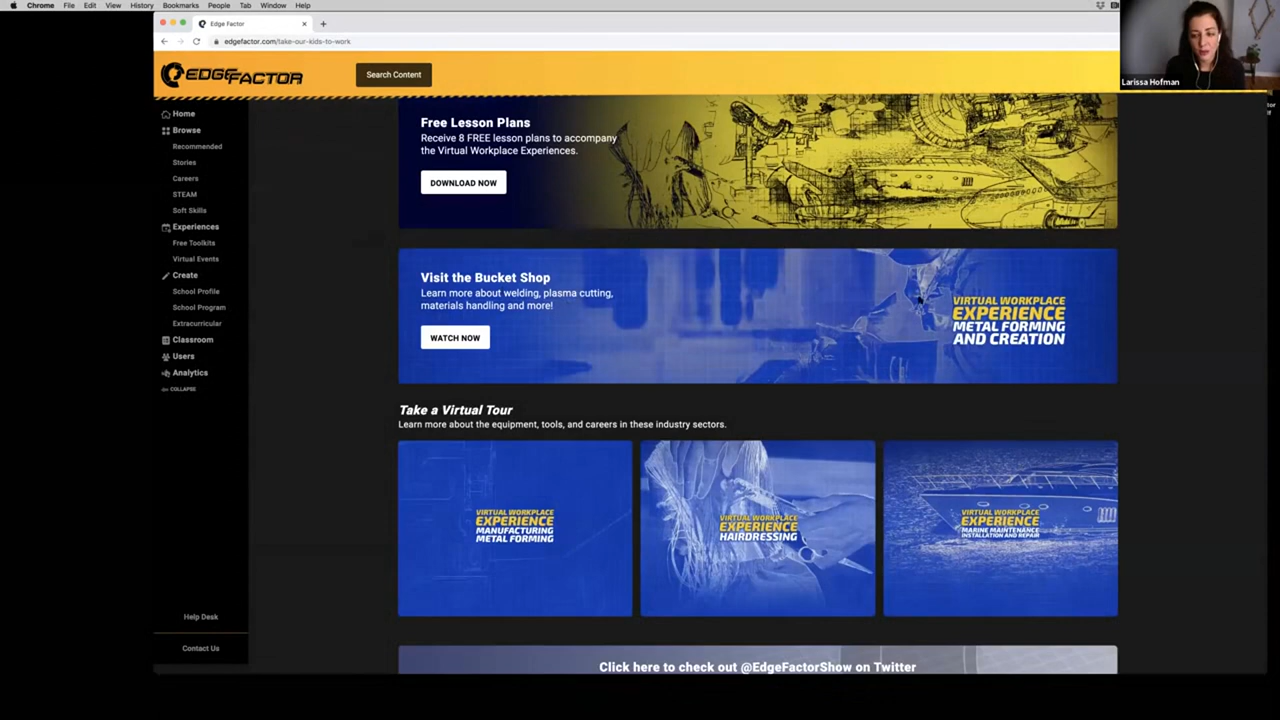 Chrome File Edit View History Bookmarks People Tab Window Help
Edge Factor
edgefactor.com/take-our-kids-to-work
Larissa Hofman
EDGE FACTOR
Search Content
Home
Browse
Recommended
Stories
Careers
STEAM
Soft Skills
Experiences
Free Toolkits
Virtual Events
Create
School Profile
School Program
Extracurricular
Classroom
Users
Analytics
COLLAPSE
Help Desk
Contact Us
Free Lesson Plans
Receive 8 FREE lesson plans to accompany
the Virtual Workplace Experiences.
DOWNLOAD NOW
Visit the Bucket Shop
Learn more about welding, plasma cutting,
materials handling and more!
WATCH NOW
VIRTUAL WORKPLACE
EXPERIENCE
METAL FORMING
AND CREATION
Take a Virtual Tour
Learn more about the equipment, tools, and careers in these industry sectors.
VIRTUAL WORKPLACE
EXPERIENCE
MANUFACTURING
METAL FORMING
VIRTUAL WORKPLACE
EXPERIENCE
HAIRDRESSING
VIRTUAL WORKPLACE
EXPERIENCE
MARINE MAINTENANCE
INSTALLATION AND REPAIR
Click here to check out @EdgeFactorShow on Twitter